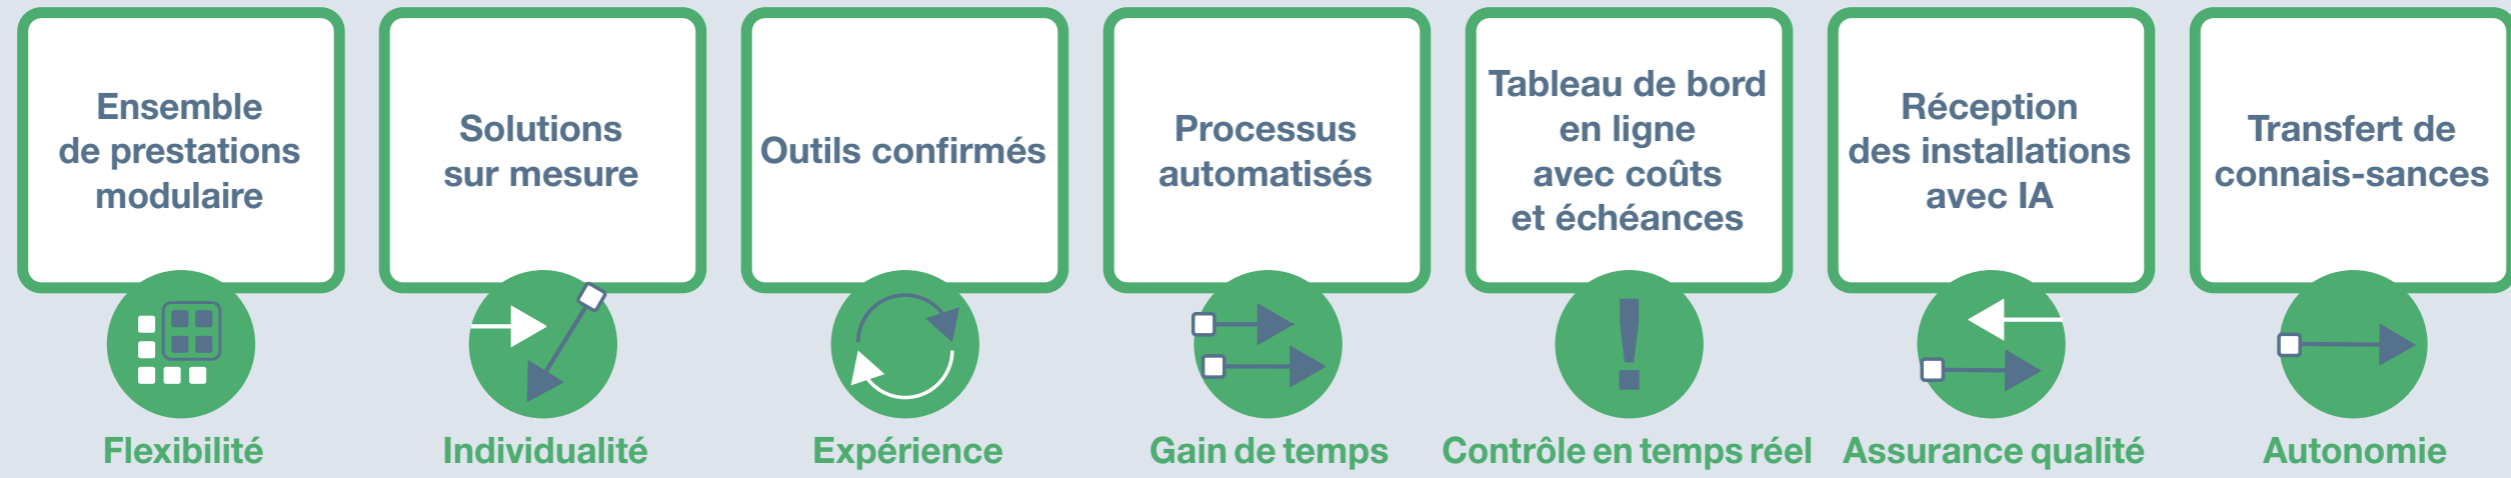 Ensemble
de prestations
modulaire
Flexibilité
Solutions
sur mesure
Individualité
Outils confirmés
Expérience
Processus
automatisés
Gain de temps
Tableau de bord
en ligne
avec coûts
et échéances
!
Contrôle en temps réel
Réception
des installations
avec IA
Assurance qualité
Transfert de
connais-sances
Autonomie